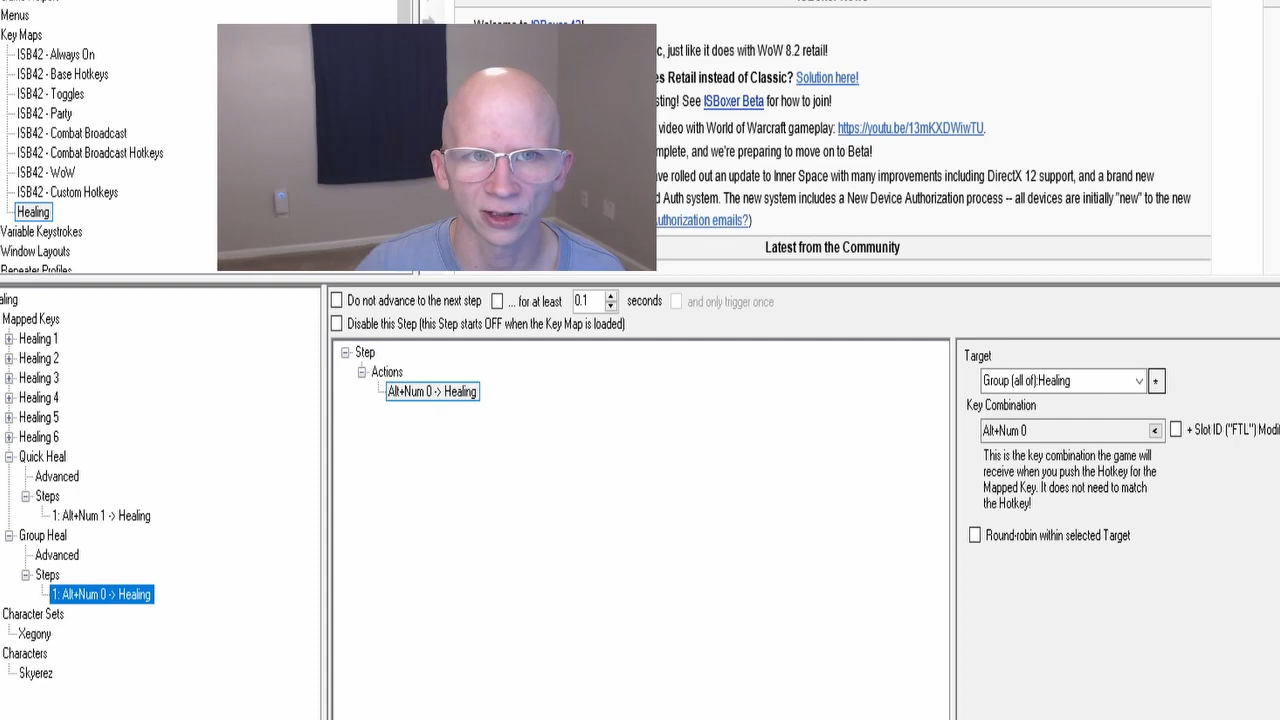 Menus
Key Maps
ISB42 - Always On
ISB42 - Base Hotkeys
ISB42 - Toggles
ISB42 - Party
ISB42 - Combat Broadcast
ISB42 - Combat Broadcast Hotkeys
ISB42 - WoW
ISB42 - Custom Hotkeys
Healing
Variable Keystrokes
Window Layouts
Repeater Profiles
ISBoxer News
Welcome to ISBoxer 42!
c, just like it does with WoW 8.2 retail!
es Retail instead of Classic? Solution here!
sting! See ISBoxer Beta for how to join!
video with World of Warcraft gameplay: https://youtu.be/13mKXDWiwTU.
mplete, and we're preparing to move on to Beta!
ve rolled out an update to Inner Space with many improvements including DirectX 12 support, and a brand new
d Auth system. The new system includes a New Device Authorization process -- all devices are initially "new" to the new
uthorization emails?)
Latest from the Community
aling
Mapped Keys
Healing 1
Healing 2
Healing 3
Healing 4
Healing 5
Healing 6
Quick Heal
Advanced
Steps
1: Alt+Num 1 -> Healing
Group Heal
Advanced
Steps
1: Alt+Num 0 -> Healing
Character Sets
Xegony
Characters
Skyerez
Do not advance to the next step ... for at least 0.1 seconds and only trigger once
Disable this Step (this Step starts OFF when the Key Map is loaded)
Step
Actions
Alt+Num 0 -> Healing
Target
Group (all of):Healing *
Key Combination
Alt+Num 0 < + Slot ID ("FTL") Modi
This is the key combination the game will
receive when you push the Hotkey for the
Mapped Key. It does not need to match
the Hotkey!
Round-robin within selected Target